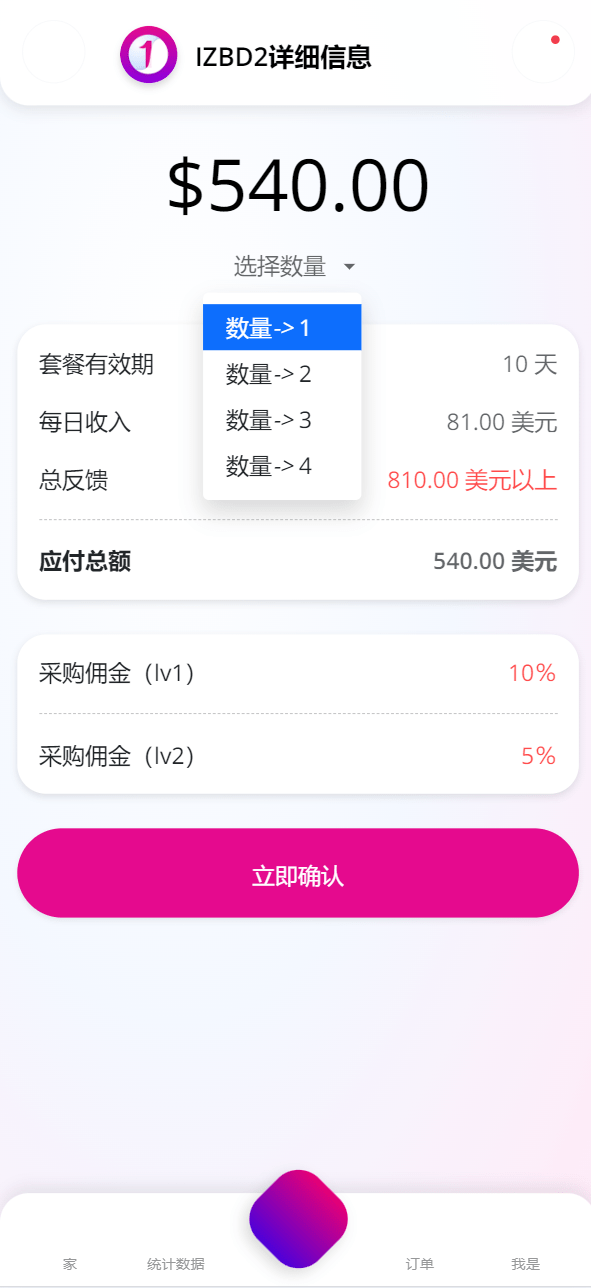 IZBD2详细信息
$540.00
选择数量
数量->1
数量->2
数量->3
数量->4
套餐有效期 10 天
每日收入 81.00 美元
总反馈 810.00 美元以上
应付总额 540.00 美元
采购佣金（lv1） 10%
采购佣金（lv2） 5%
立即确认
家 统计数据 订单 我是